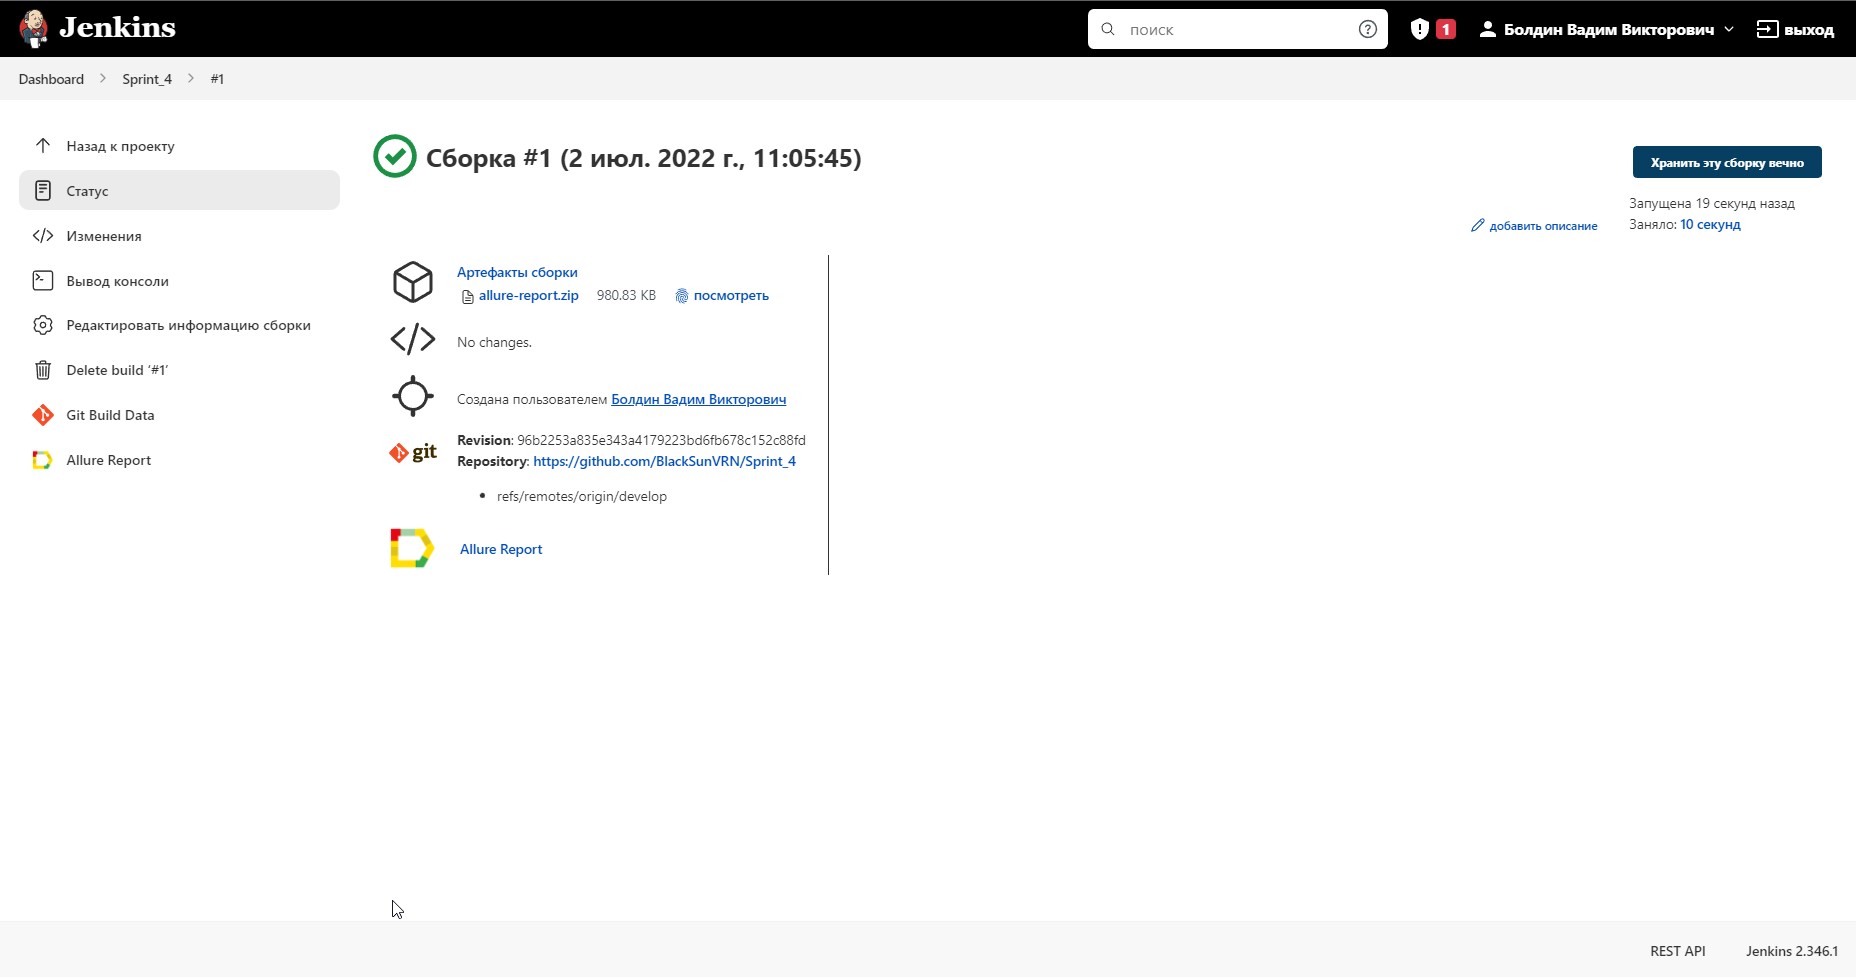 Jenkins
поиск
1
Болдин Вадим Викторович
выход
Dashboard
Sprint_4
#1
Назад к проекту
Статус
Изменения
Вывод консоли
Редактировать информацию сборки
Delete build ‘#1’
Git Build Data
Allure Report
Сборка #1 (2 июл. 2022 г., 11:05:45)
Хранить эту сборку вечно
добавить описание
Запущена 19 секунд назад
Заняло: 10 секунд
Артефакты сборки
allure-report.zip 980.83 KB посмотреть
No changes.
Создана пользователем Болдин Вадим Викторович
git
Revision: 96b2253a835e343a4179223bd6fb678c152c88fd
Repository: https://github.com/BlackSunVRN/Sprint_4
refs/remotes/origin/develop
Allure Report
REST API
Jenkins 2.346.1